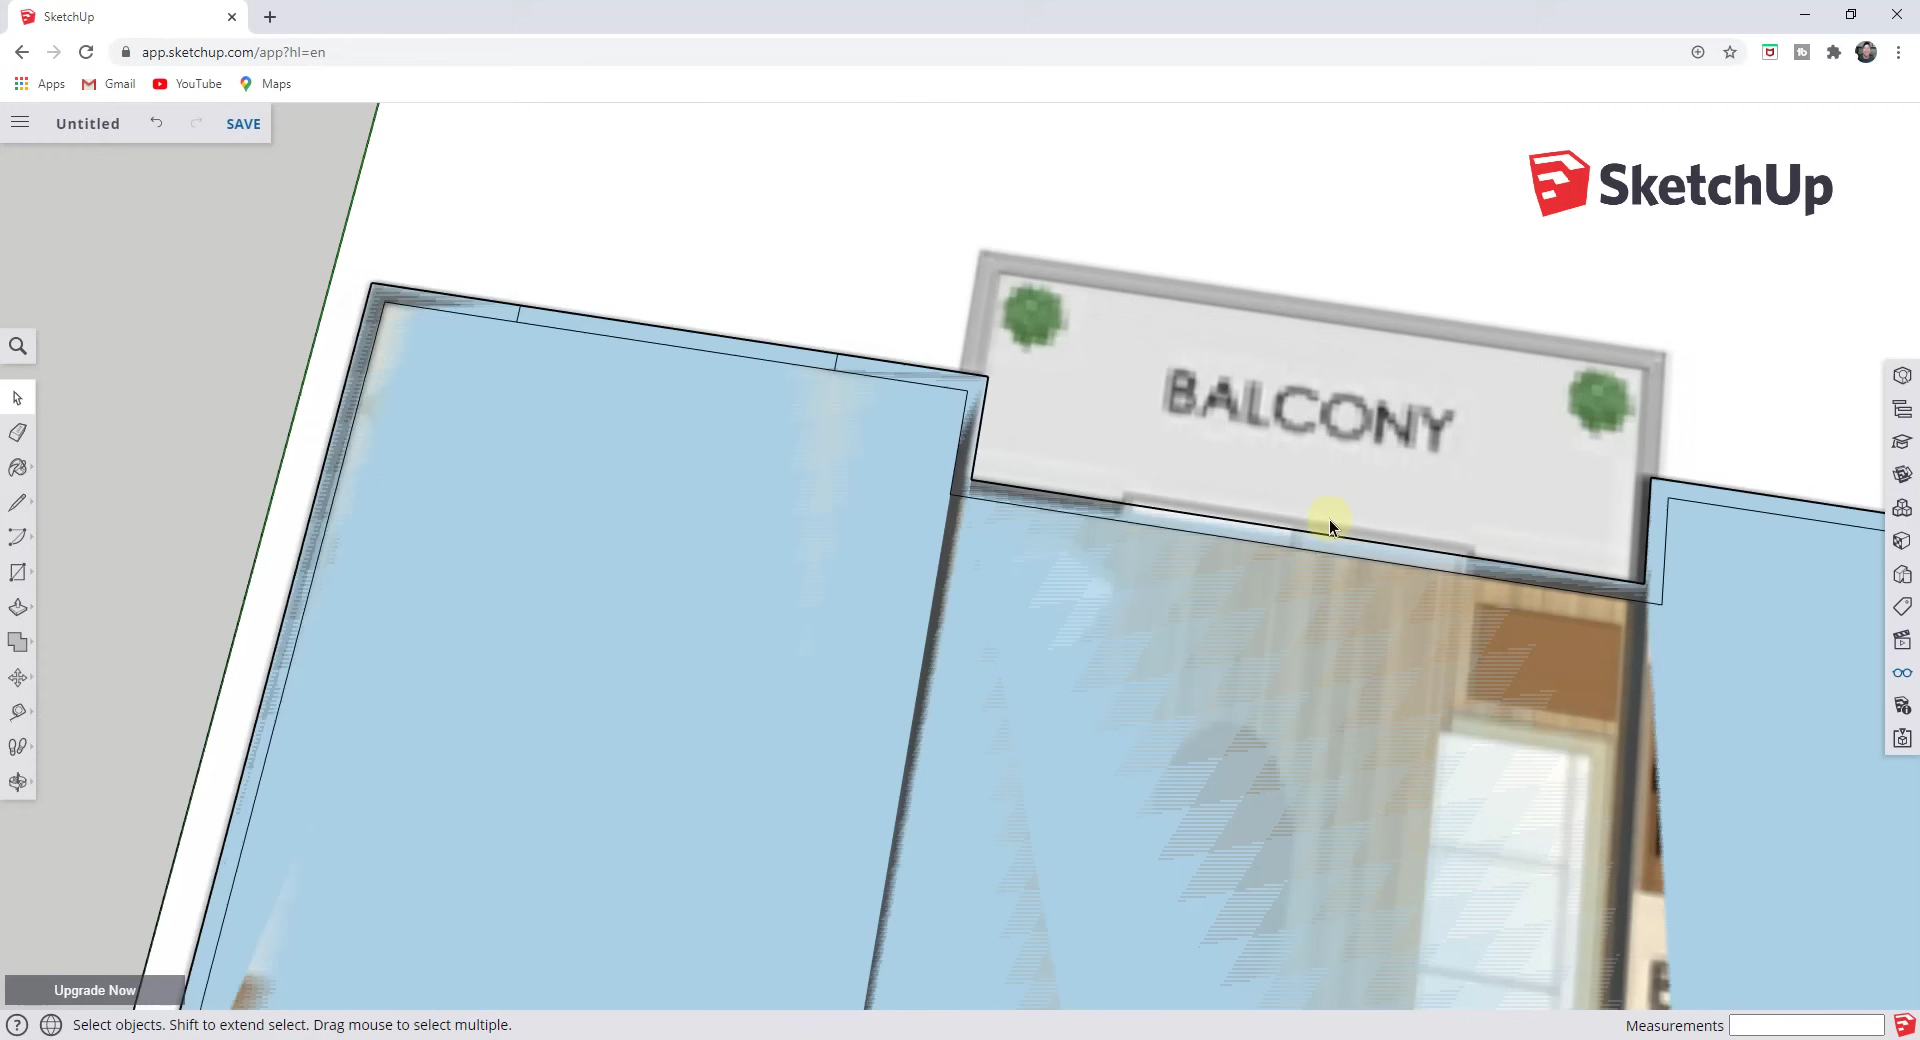 SketchUp
app.sketchup.com/app?hl=en
Apps Gmail YouTube Maps
Untitled SAVE
SketchUp
BALCONY
Upgrade Now
Select objects. Shift to extend select. Drag mouse to select multiple.
Measurements